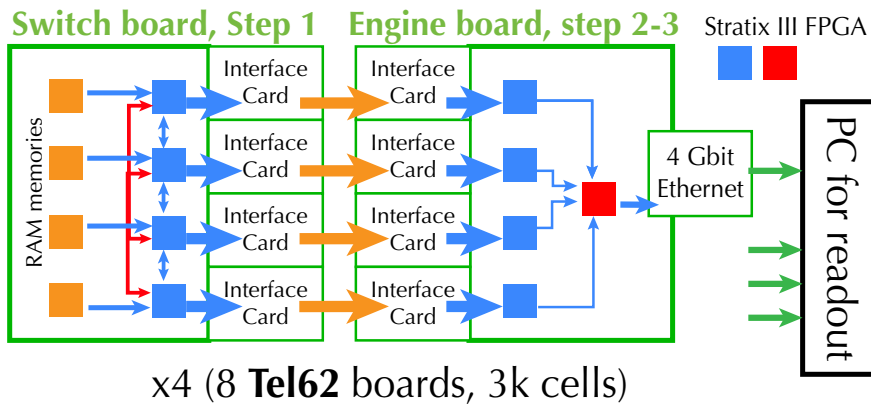 Switch board, Step 1
Engine board, step 2-3
Stratix III FPGA
RAM memories
Interface
Card
Interface
Card
Interface
Card
Interface
Card
Interface
Card
Interface
Card
Interface
Card
Interface
Card
4 Gbit
Ethernet
PC for readout
x4 (8 Tel62 boards, 3k cells)